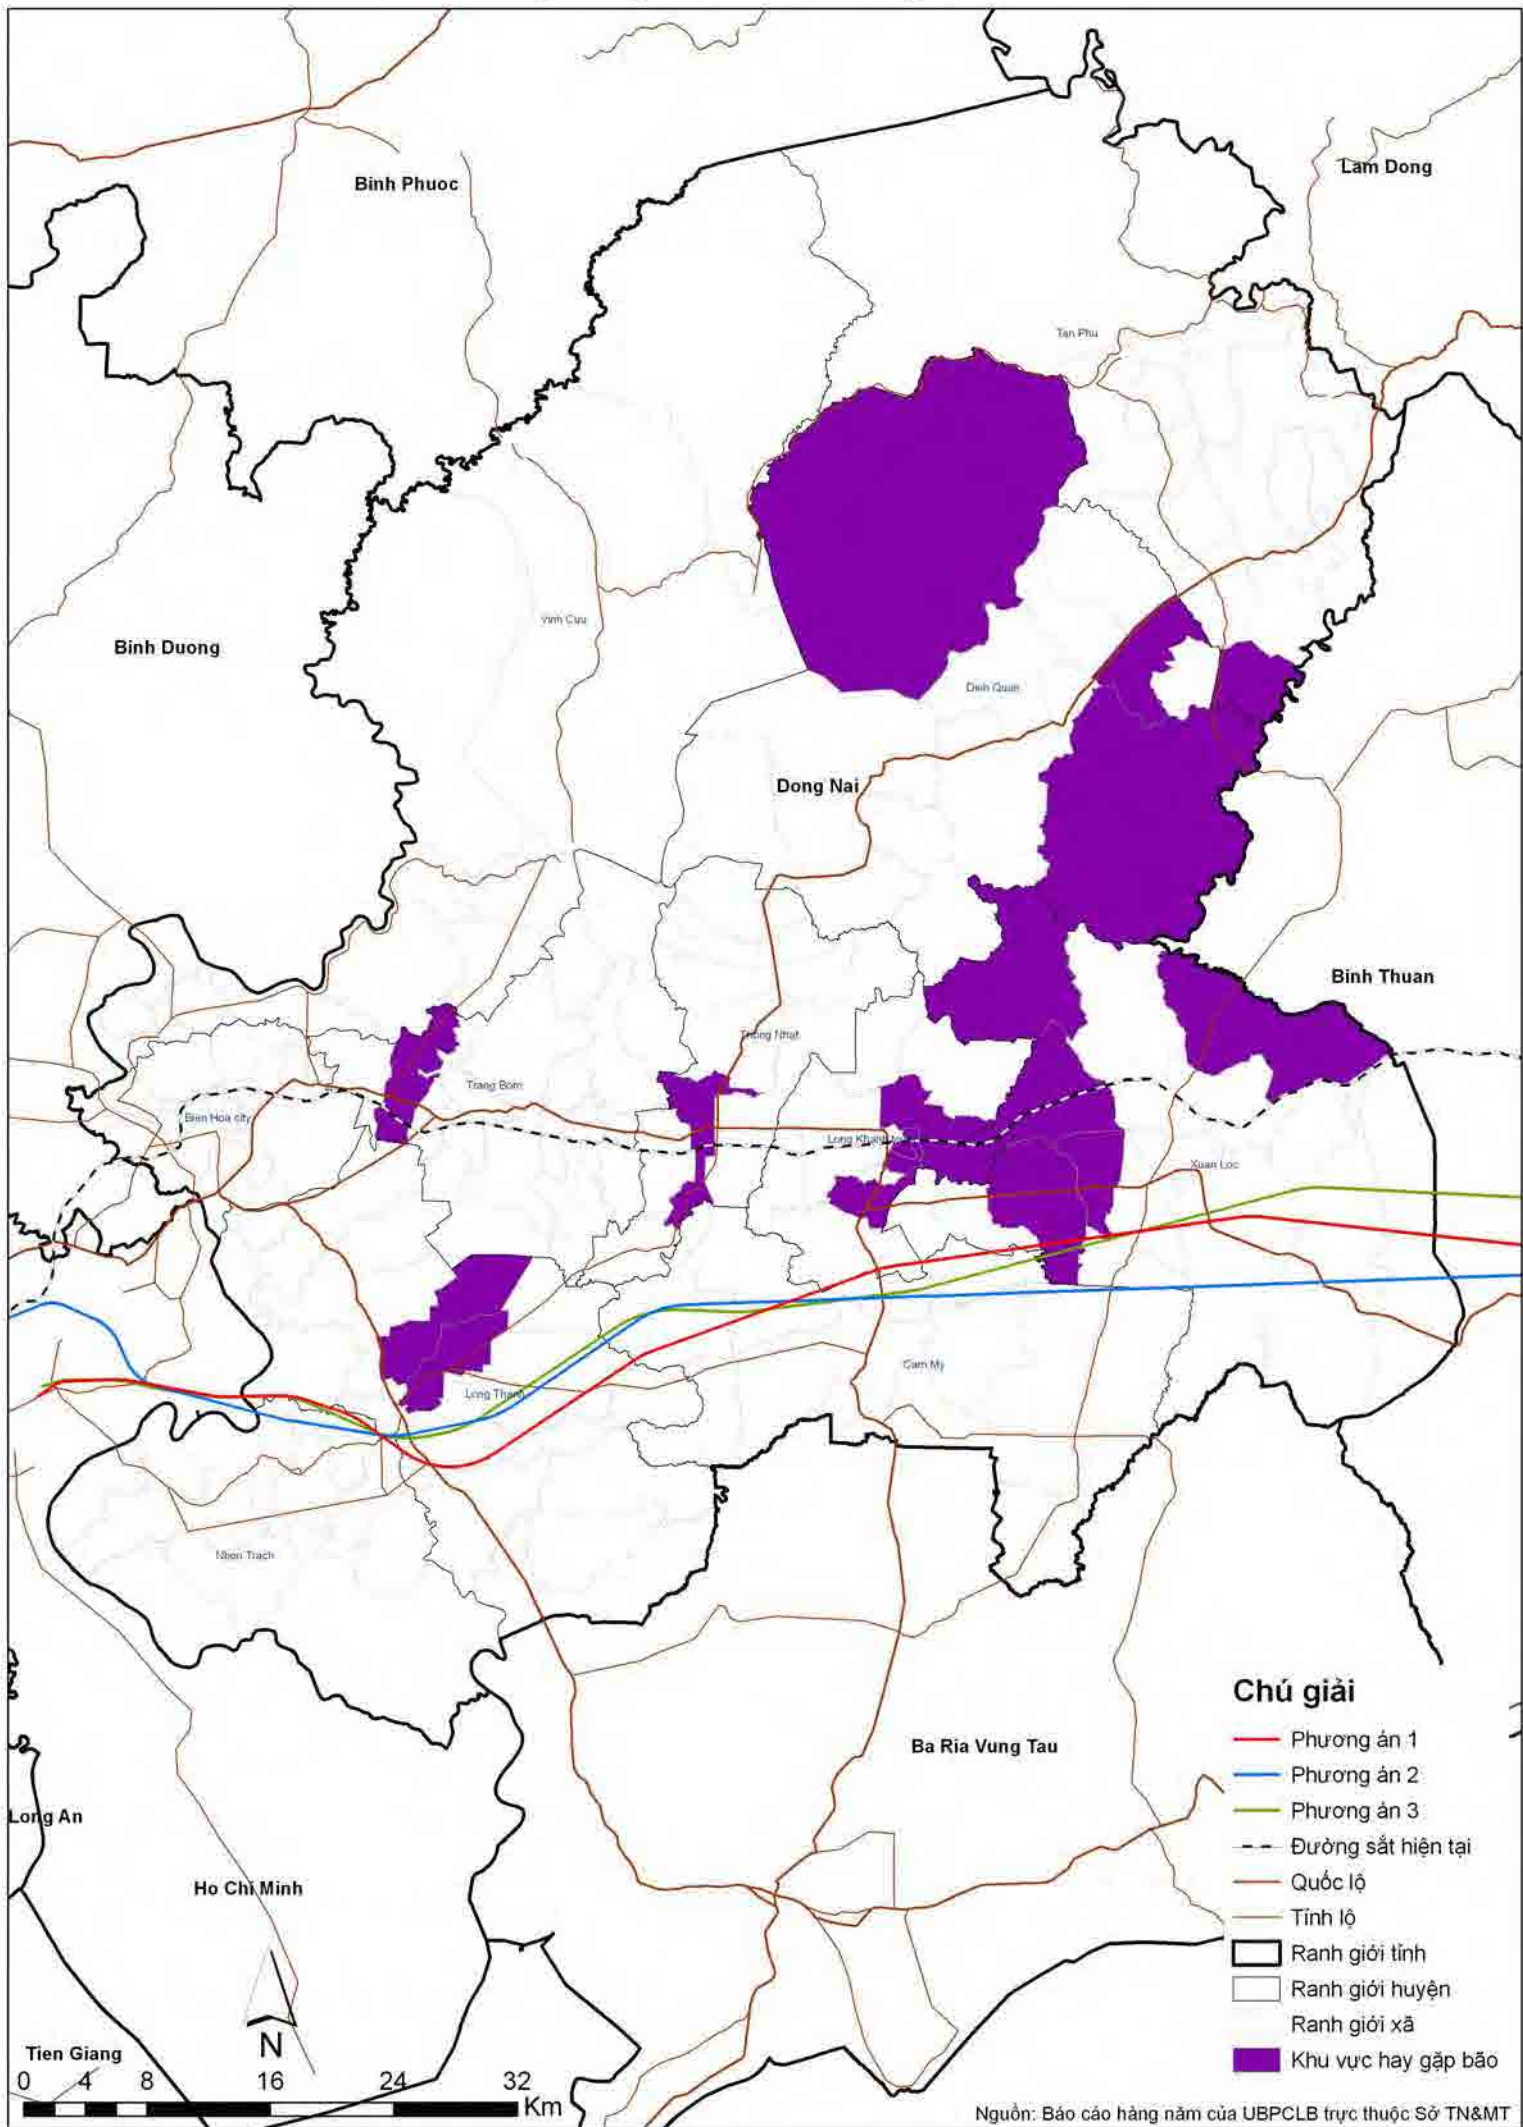 Binh Phuoc
Lam Dong
Tan Phu
Vinh Cuu
Binh Duong
Dinh Quan
Dong Nai
Binh Thuan
Thong Nhat
Trang Bom
Bien Hoa city
Long Khanh
Xuan Loc
Cam My
Long Thanh
Nhon Trach
Chú giải
Phương án 1
Phương án 2
Phương án 3
Đường sắt hiện tại
Quốc lộ
Tỉnh lộ
Ranh giới tỉnh
Ranh giới huyện
Ranh giới xã
Khu vực hay gặp bão
Ba Ria Vung Tau
Long An
Ho Chi Minh
N
Tien Giang
0 4 8 16 24 32
Km
Nguồn: Báo cáo hàng năm của UBPCLB trực thuộc Sở TN&MT